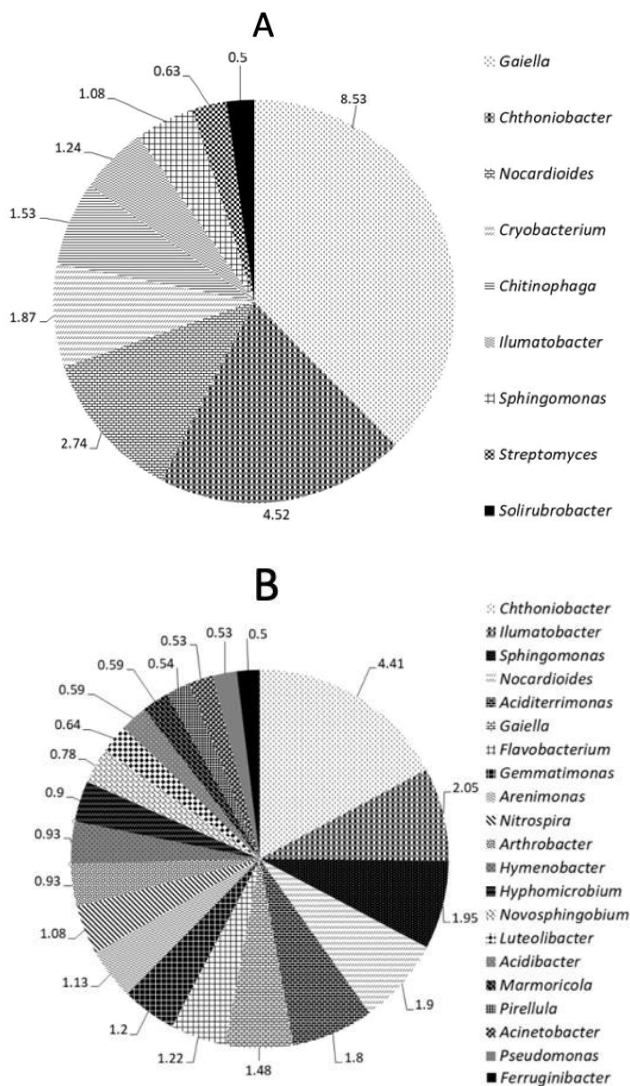 A
0.5
0.63
1.08
1.24
1.53
1.87
2.74
4.52
8.53
Gaiella
Chthoniobacter
Nocardioides
Cryobacterium
Chitinophaga
Ilumatobacter
Sphingomonas
Streptomyces
Solirubrobacter
B
0.5
0.53
0.53
0.54
0.59
0.59
0.64
0.78
0.9
0.93
0.93
1.08
1.13
1.2
1.22
1.48
1.8
1.9
1.95
2.05
4.41
Chthoniobacter
Ilumatobacter
Sphingomonas
Nocardioides
Aciditerrimonas
Gaiella
Flavobacterium
Gemmatimonas
Arenimonas
Nitrospira
Arthrobacter
Hymenobacter
Hyphomicrobium
Novosphingobium
Luteolibacter
Acidibacter
Marmoricola
Pirellula
Acinetobacter
Pseudomonas
Ferruginibacter